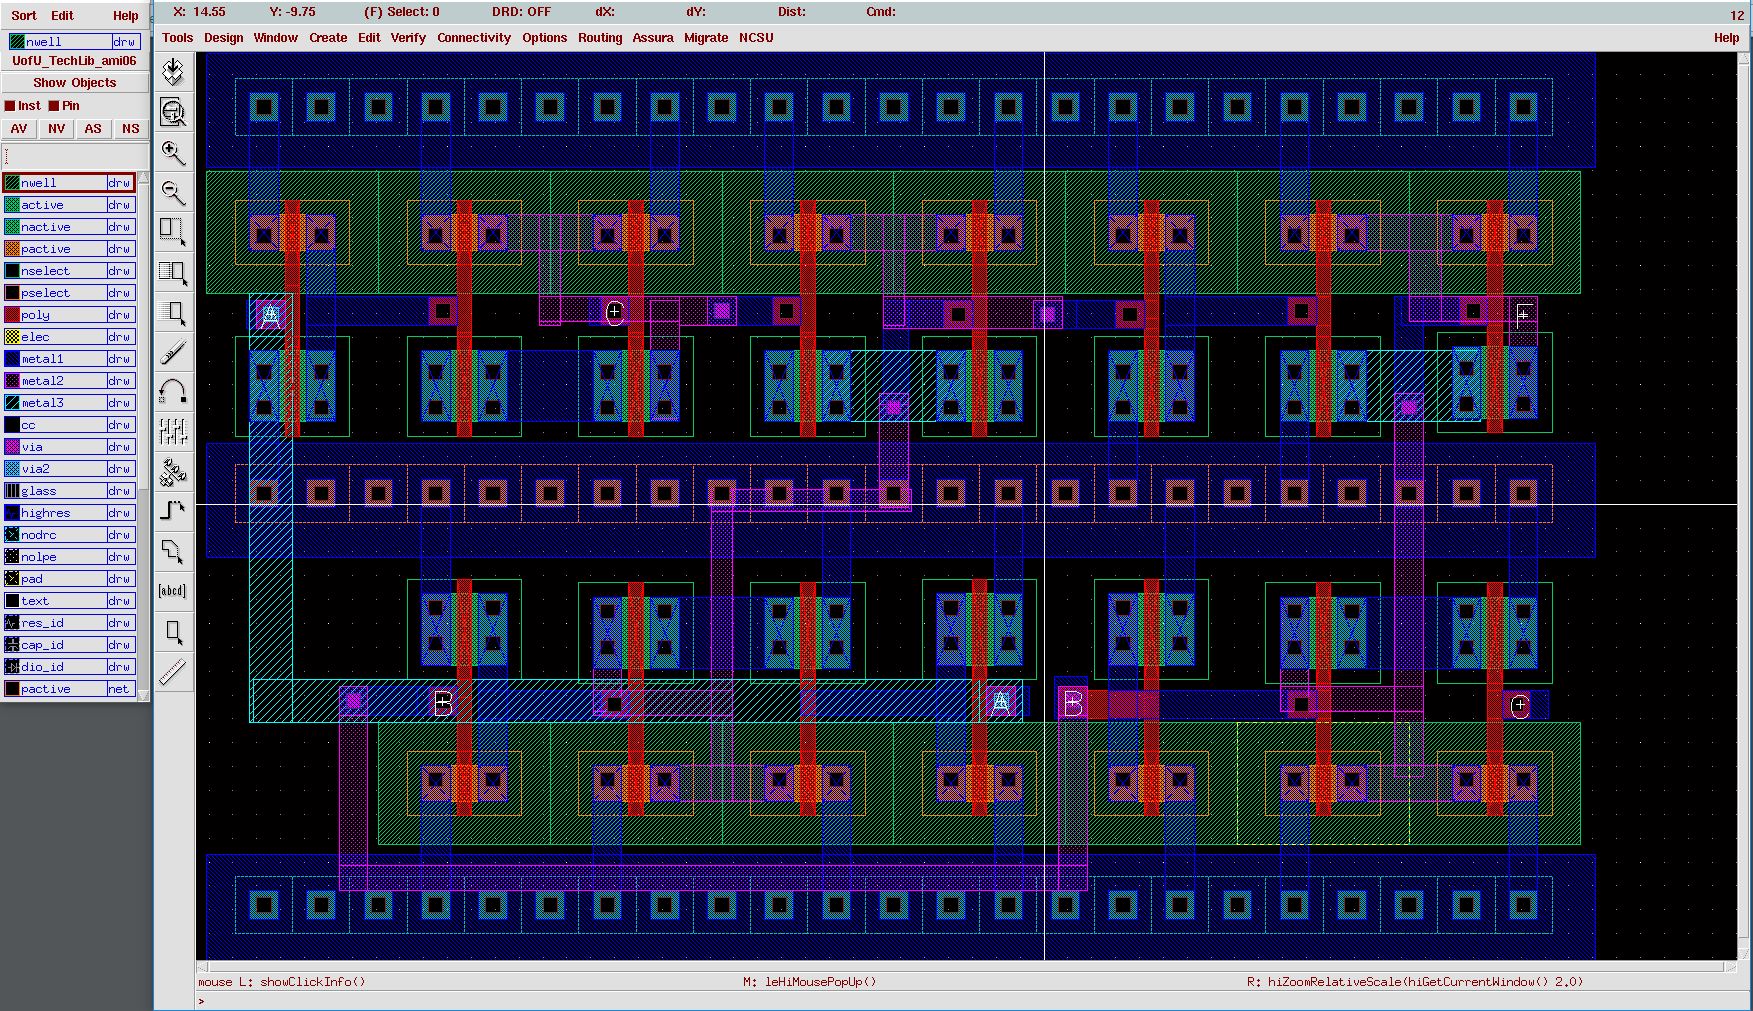 X: 14.55 Y: -9.75 (F) Select: 0 DRD: OFF dX: dY: Dist: Cmd: 12
Sort Edit Help
Tools Design Window Create Edit Verify Connectivity Options Routing Assura Migrate NCSU Help
nwell drw
UofU_TechLib_ami06
Show Objects
Inst Pin
AV NV AS NS
nwell drw
active drw
nactive drw
pactive drw
nselect drw
pselect drw
poly drw
elec drw
metal1 drw
metal2 drw
metal3 drw
cc drw
via drw
via2 drw
glass drw
highres drw
nodrc drw
nolpe drw
pad drw
text drw
res_id drw
cap_id drw
dio_id drw
pactive net
[abcd]
A C F
B A B C
mouse L: showClickInfo() M: leHiMousePopUp() R: hiZoomRelativeScale(hiGetCurrentWindow() 2.0)
>